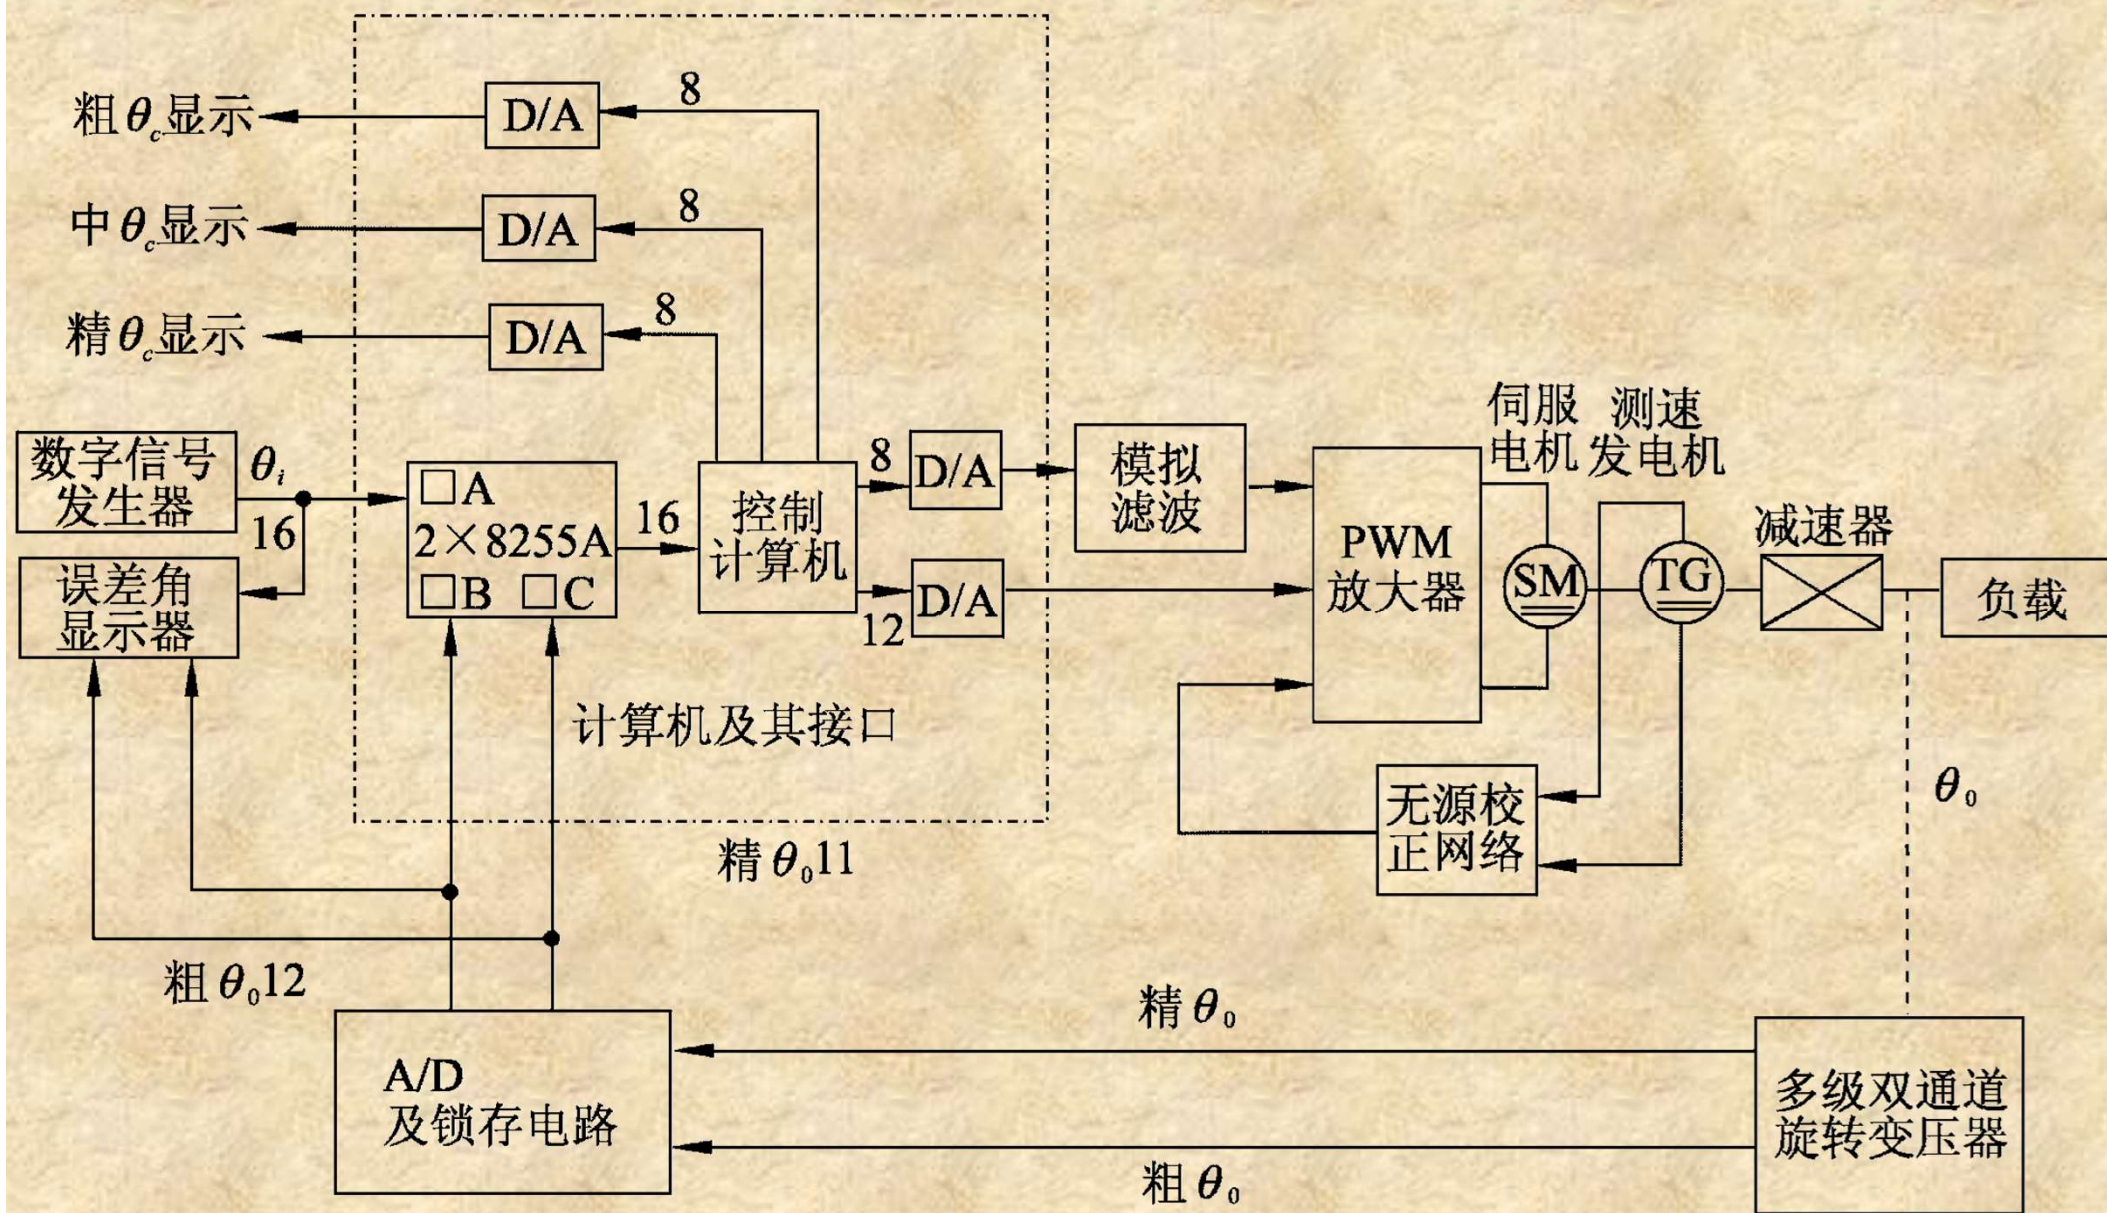 粗θc显示
D/A
8
中θc显示
D/A
8
精θc显示
D/A
8
数字信号
发生器
θi
16
误差角
显示器
□A
2×8255A
□B □C
16
控制
计算机
8
D/A
12
D/A
模拟
滤波
PWM
放大器
伺服
电机
测速
发电机
SM
TG
减速器
负载
计算机及其接口
无源校
正网络
θ0
精θ011
粗θ012
A/D
及锁存电路
精θ0
粗θ0
多级双通道
旋转变压器